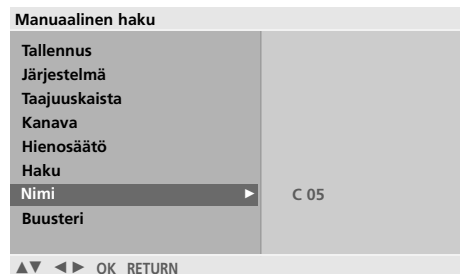 Manuaalinen haku
Tallennus
Järjestelmä
Taajuuskaista
Kanava
Hienosäätö
Haku
Nimi ► C 05
Buusteri
▲▼ ◄► OK RETURN